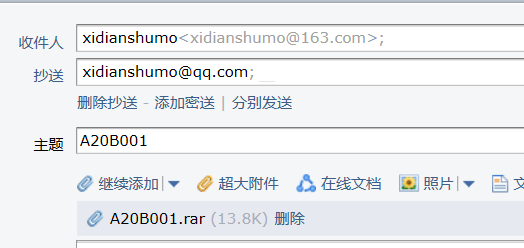 收件人 xidianshumo<xidianshumo@163.com>;
抄送 xidianshumo@qq.com;
删除抄送 - 添加密送 | 分别发送
主题 A20B001
继续添加 | 超大附件 在线文档 照片 | 文
A20B001.rar (13.8K) 删除